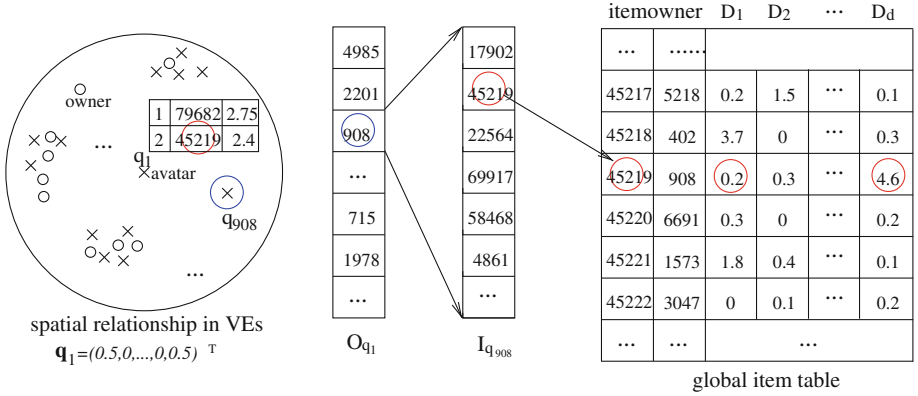 owner
1 79682 2.75
2 45219 2.4
...
q1
avatar
q908
...
spatial relationship in VEs
q1=(0.5,0,...,0,0.5) T
4985
2201
908
...
715
1978
...
Oq1
17902
45219
22564
69917
58468
4861
...
Iq908
item owner D1 D2 ... Dd
... ......
45217 5218 0.2 1.5 ... 0.1
45218 402 3.7 0 ... 0.3
45219 908 0.2 0.3 ... 4.6
45220 6691 0.3 0 ... 0.2
45221 1573 1.8 0.4 ... 0.1
45222 3047 0 0.1 ... 0.2
... ... ...
global item table